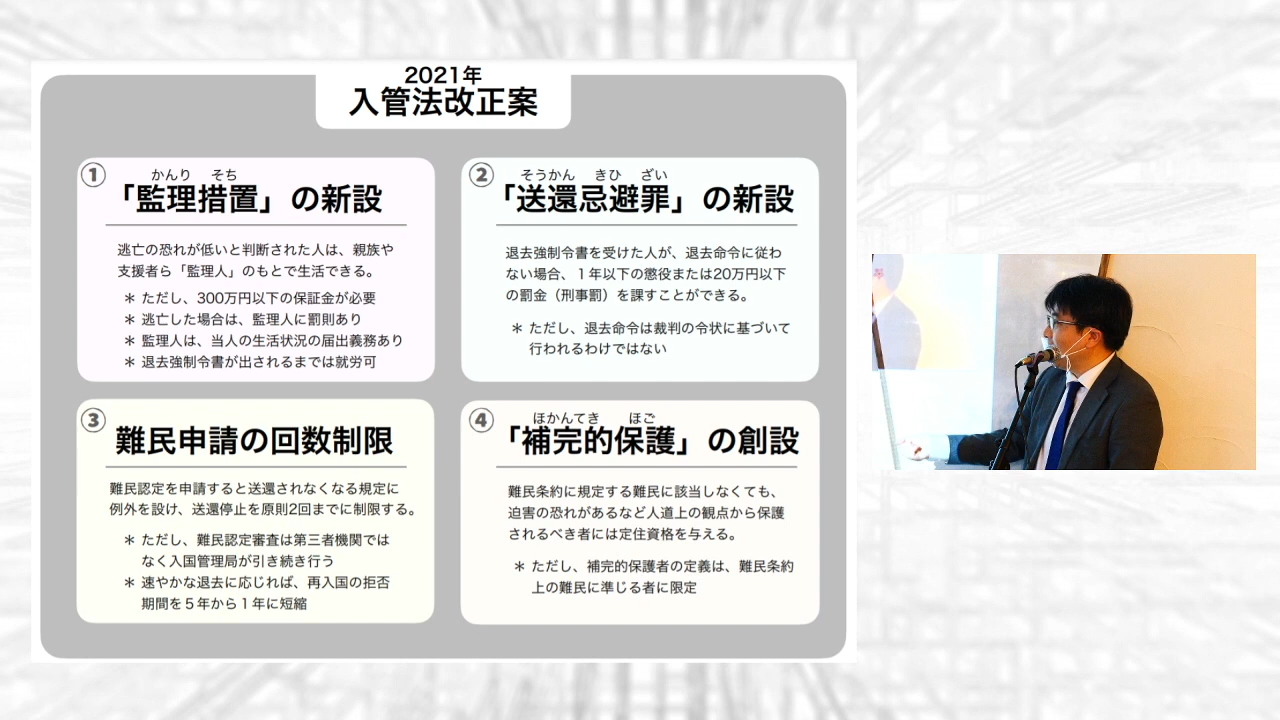 2021年
入管法改正案
①
かんり そち
「監理措置」の新設
逃亡の恐れが低いと判断された人は、親族や
支援者ら「監理人」のもとで生活できる。
＊ ただし、300万円以下の保証金が必要
＊ 逃亡した場合は、監理人に罰則あり
＊ 監理人は、当人の生活状況の届出義務あり
＊ 退去強制令書が出されるまでは就労可
②
そうかん きひ ざい
「送還忌避罪」の新設
退去強制令書を受けた人が、退去命令に従わ
ない場合、１年以下の懲役または20万円以下
の罰金（刑事罰）を課すことができる。
＊ ただし、退去命令は裁判の令状に基づいて
行われるわけではない
③
難民申請の回数制限
難民認定を申請すると送還されなくなる規定に
例外を設け、送還停止を原則2回までに制限する。
＊ ただし、難民認定審査は第三者機関では
なく入国管理局が引き続き行う
＊ 速やかな退去に応じれば、再入国の拒否
期間を５年から１年に短縮
④
ほかんてき ほご
「補完的保護」の創設
難民条約に規定する難民に該当しなくても、
迫害の恐れがあるなど人道上の観点から保護
されるべき者には定住資格を与える。
＊ ただし、補完的保護者の定義は、難民条約
上の難民に準じる者に限定